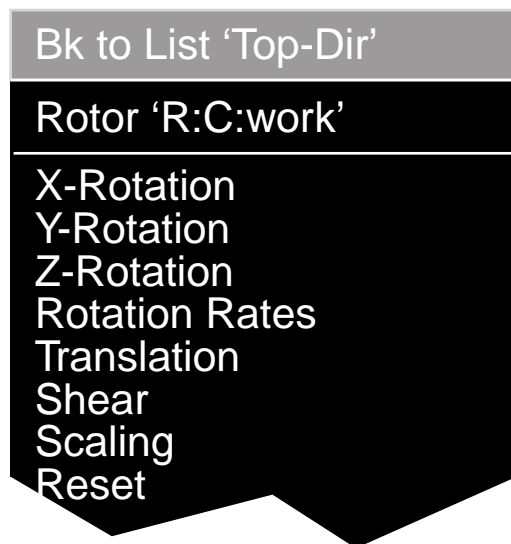 Bk to List ‘Top-Dir’
Rotor ‘R:C:work’
X-Rotation
Y-Rotation
Z-Rotation
Rotation Rates
Translation
Shear
Scaling
Reset